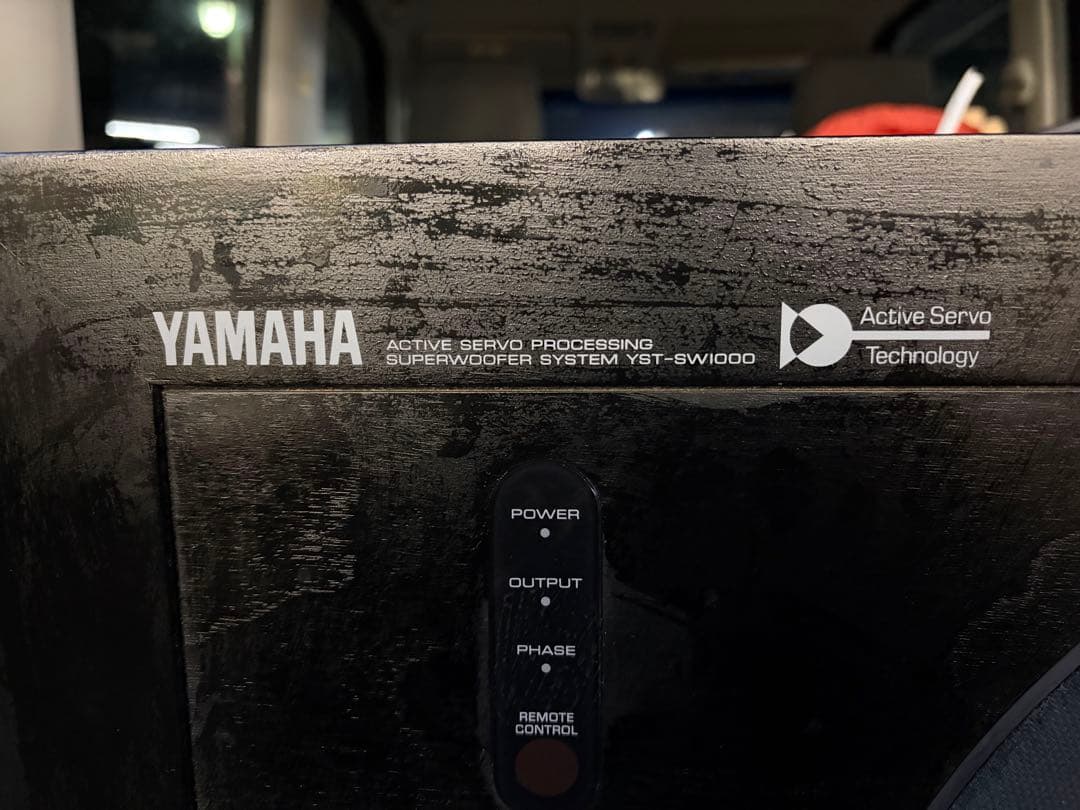 YAMAHA
ACTIVE SERVO PROCESSING
SUPERWOOFER SYSTEM YST-SW1000
Active Servo
Technology
POWER
OUTPUT
PHASE
REMOTE
CONTROL